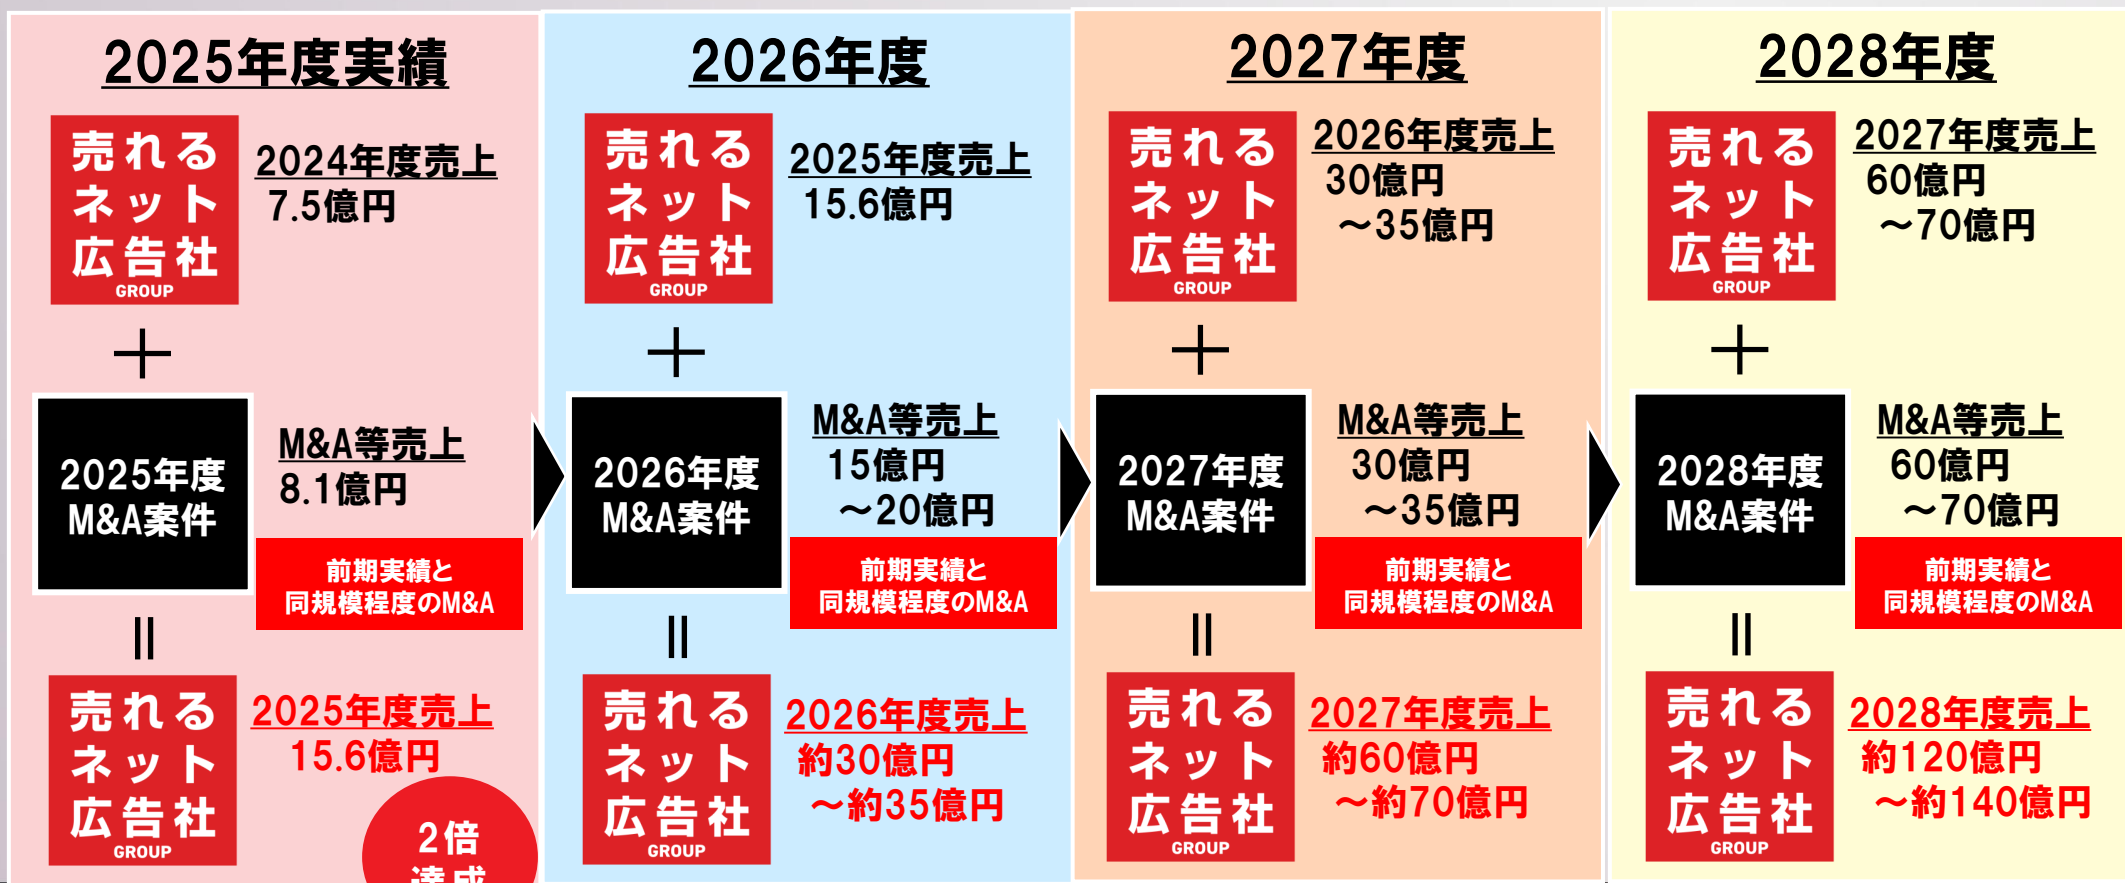 2025年度実績
売れる
ネット
広告社
GROUP
2024年度売上
7.5億円
＋
2025年度
M&A案件
M&A等売上
8.1億円
前期実績と
同規模程度のM&A
＝
売れる
ネット
広告社
GROUP
2025年度売上
15.6億円
2倍
達成
2026年度
売れる
ネット
広告社
GROUP
2025年度売上
15.6億円
＋
2026年度
M&A案件
M&A等売上
15億円
～20億円
前期実績と
同規模程度のM&A
＝
売れる
ネット
広告社
GROUP
2026年度売上
約30億円
～約35億円
2027年度
売れる
ネット
広告社
GROUP
2026年度売上
30億円
～35億円
＋
2027年度
M&A案件
M&A等売上
30億円
～35億円
前期実績と
同規模程度のM&A
＝
売れる
ネット
広告社
GROUP
2027年度売上
約60億円
～約70億円
2028年度
売れる
ネット
広告社
GROUP
2027年度売上
60億円
～70億円
＋
2028年度
M&A案件
M&A等売上
60億円
～70億円
前期実績と
同規模程度のM&A
＝
売れる
ネット
広告社
GROUP
2028年度売上
約120億円
～約140億円